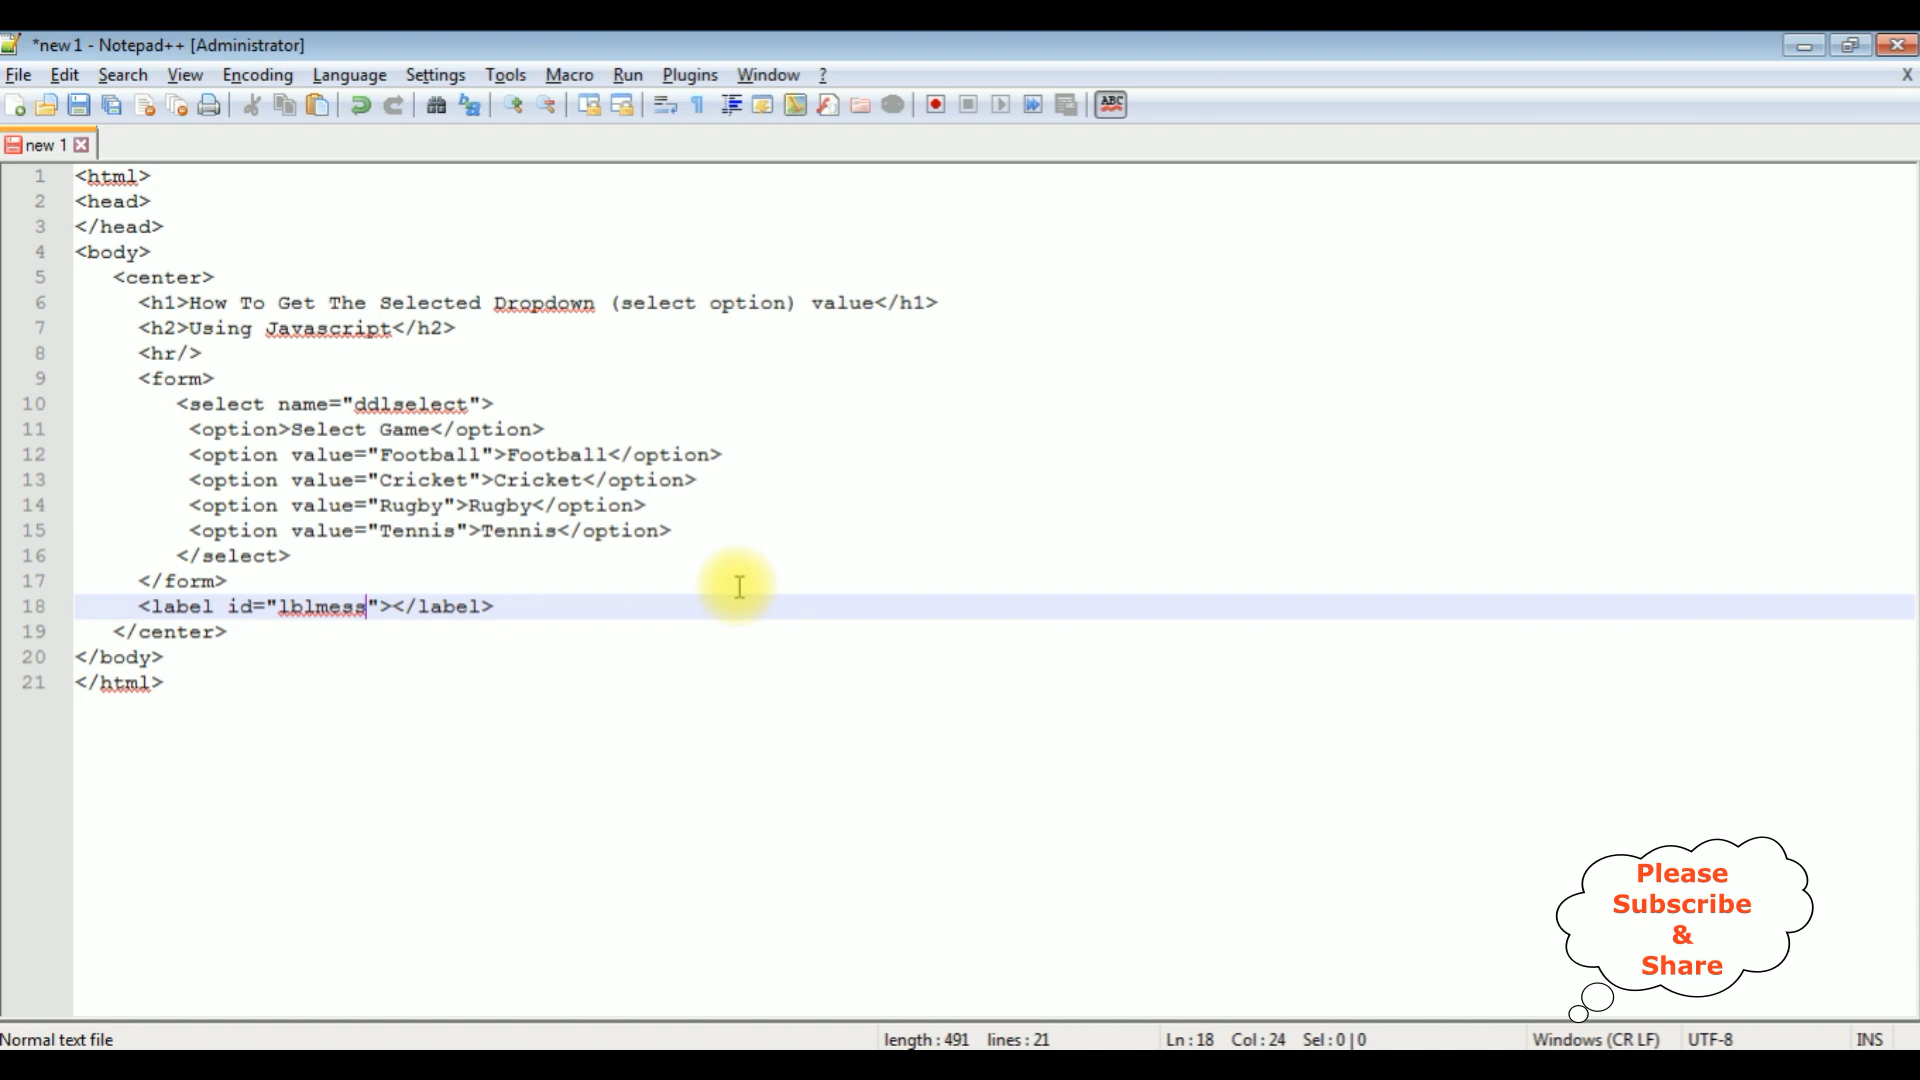 *new 1 - Notepad++ [Administrator]
File Edit Search View Encoding Language Settings Tools Macro Run Plugins Window ? X
ABC
new 1
1 <html>
2 <head>
3 </head>
4 <body>
5 <center>
6 <h1>How To Get The Selected Dropdown (select option) value</h1>
7 <h2>Using Javascript</h2>
8 <hr/>
9 <form>
10 <select name="ddlselect">
11 <option>Select Game</option>
12 <option value="Football">Football</option>
13 <option value="Cricket">Cricket</option>
14 <option value="Rugby">Rugby</option>
15 <option value="Tennis">Tennis</option>
16 </select>
17 </form>
18 <label id="lblmess"></label>
19 </center>
20 </body>
21 </html>
Please
Subscribe
&
Share
Normal text file length : 491 lines : 21 Ln : 18 Col : 24 Sel : 0 | 0 Windows (CR LF) UTF-8 INS